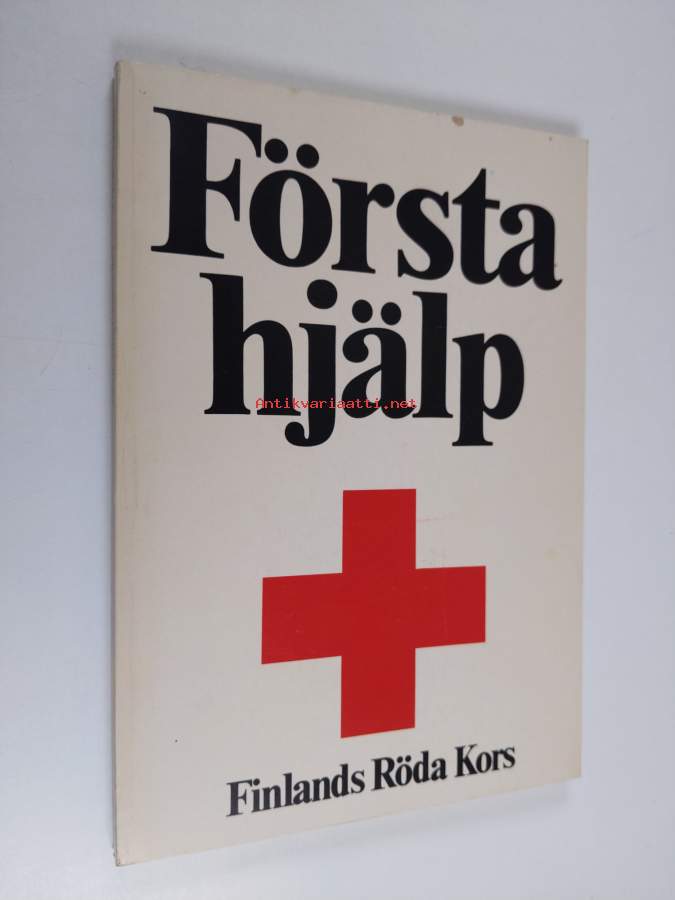 Första
hjälp
Antikvariaatti.net
Finlands Röda Kors